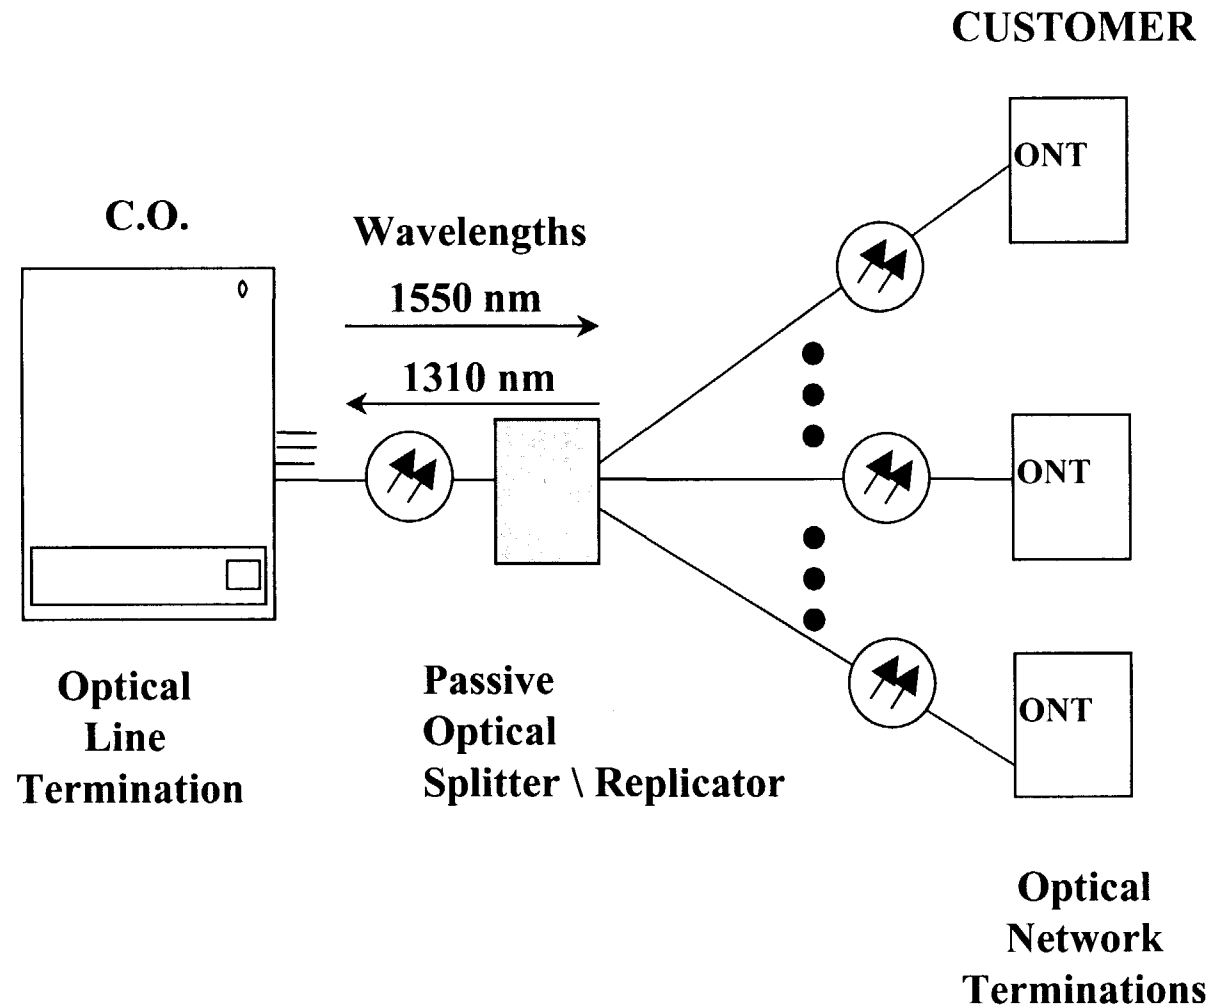 CUSTOMER
ONT
C.O.
Wavelengths
1550 nm
1310 nm
ONT
ONT
Optical
Line
Termination
Passive
Optical
Splitter \ Replicator
Optical
Network
Terminations